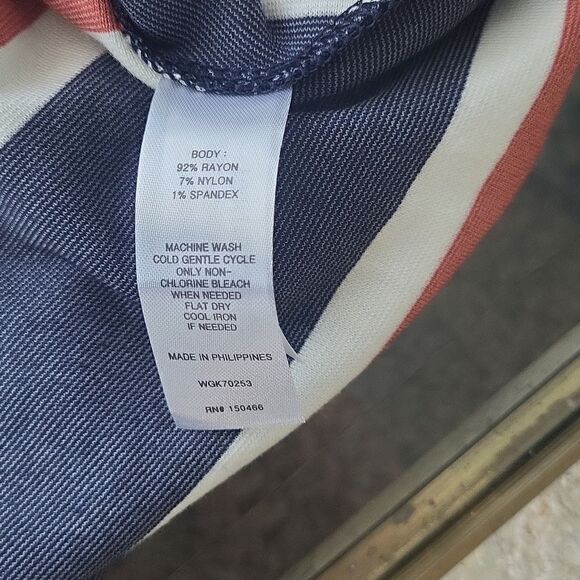 BODY :
92% RAYON
7% NYLON
1% SPANDEX
MACHINE WASH
COLD GENTLE CYCLE
ONLY NON-
CHLORINE BLEACH
WHEN NEEDED
FLAT DRY
COOL IRON
IF NEEDED
MADE IN PHILIPPINES
WGK70253
RN# 150466